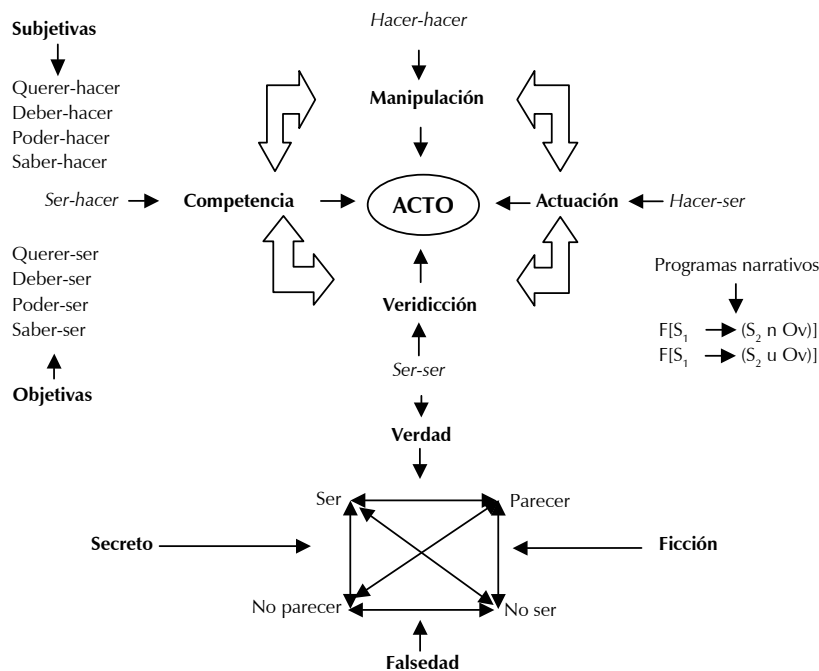 Subjetivas
Hacer-hacer
Querer-hacer
Deber-hacer
Poder-hacer
Saber-hacer
Manipulación
Ser-hacer
Competencia
ACTO
Actuación
Hacer-ser
Querer-ser
Deber-ser
Poder-ser
Saber-ser
Objetivas
Veridicción
Programas narrativos
F[S1 (S2 n Ov)]
F[S1 (S2 u Ov)]
Ser-ser
Verdad
Ser
Parecer
Secreto
Ficción
No parecer
No ser
Falsedad